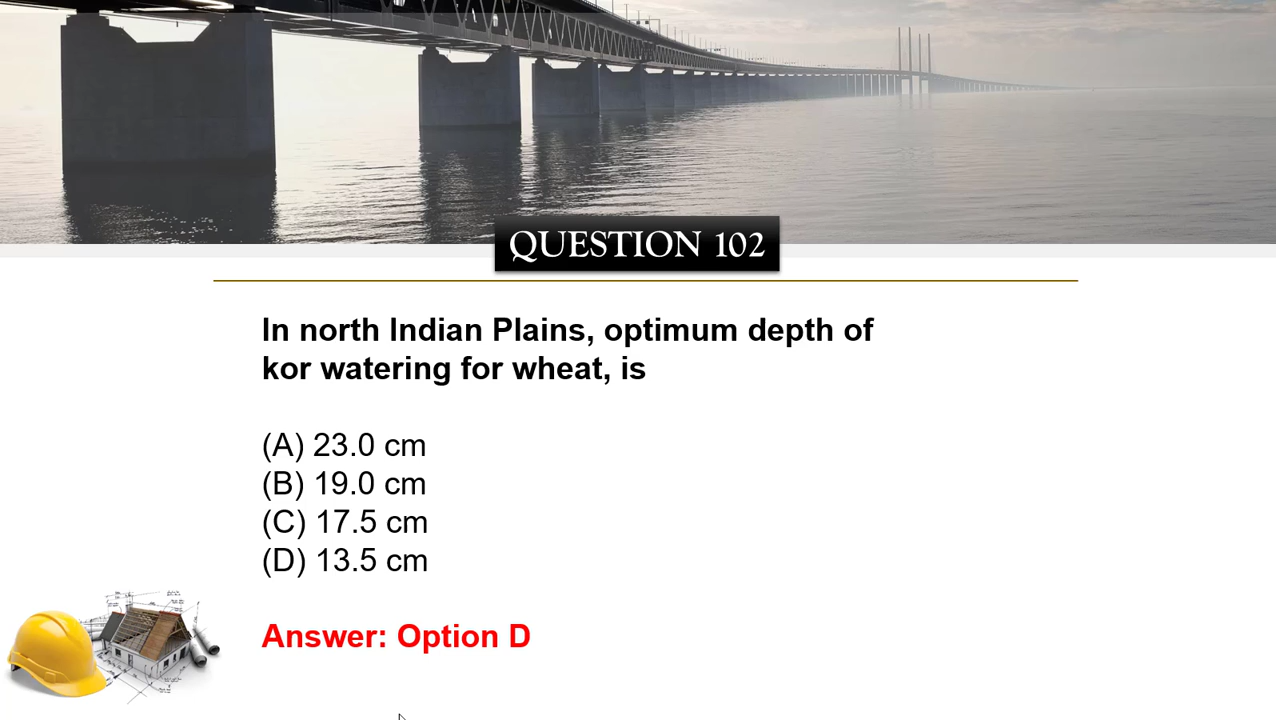 QUESTION 102
In north Indian Plains, optimum depth of
kor watering for wheat, is
(A) 23.0 cm
(B) 19.0 cm
(C) 17.5 cm
(D) 13.5 cm
Answer: Option D